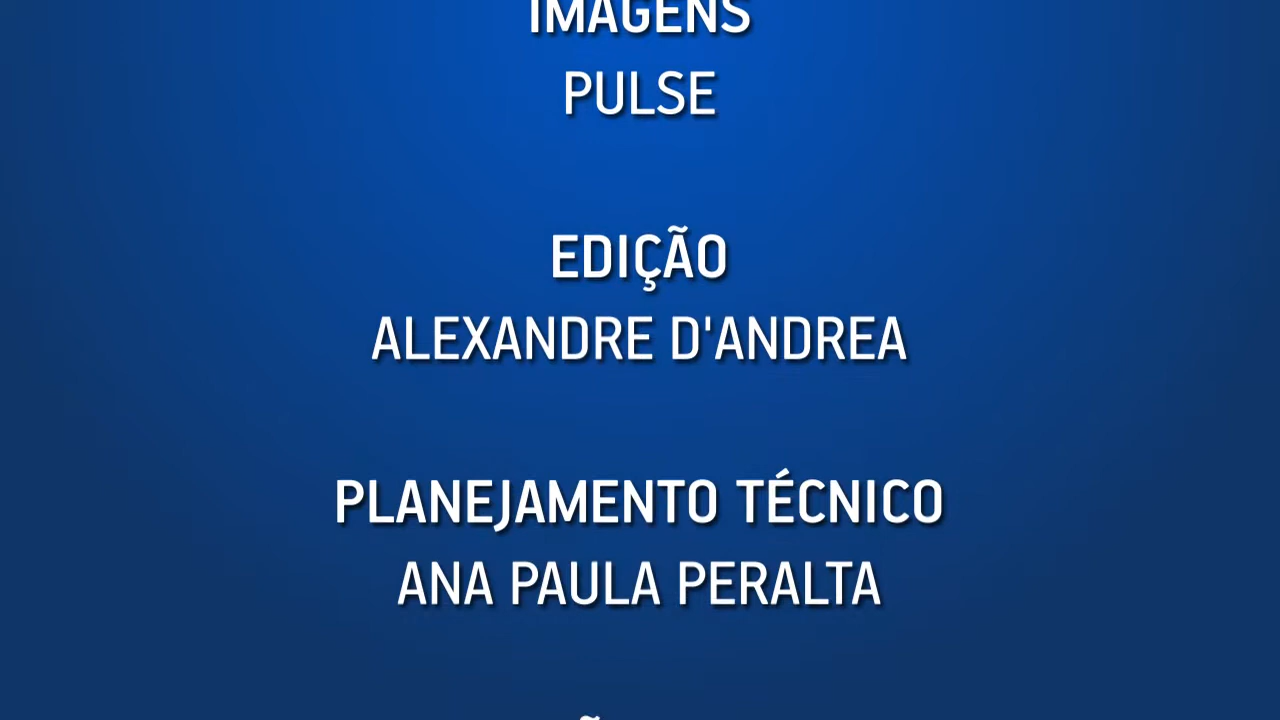 IMAGENS
PULSE
EDIÇÃO
ALEXANDRE D'ANDREA
PLANEJAMENTO TÉCNICO
ANA PAULA PERALTA